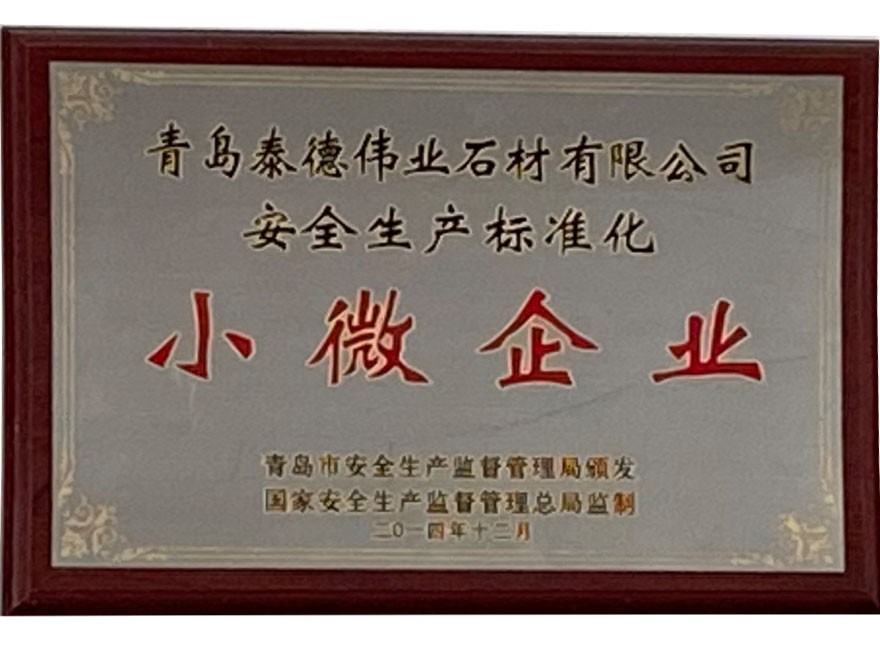 青岛泰德伟业石材有限公司
安全生产标准化
小微企业
青岛市安全生产监督管理局颁发
国家安全生产监督管理总局监制
二〇一四年十二月